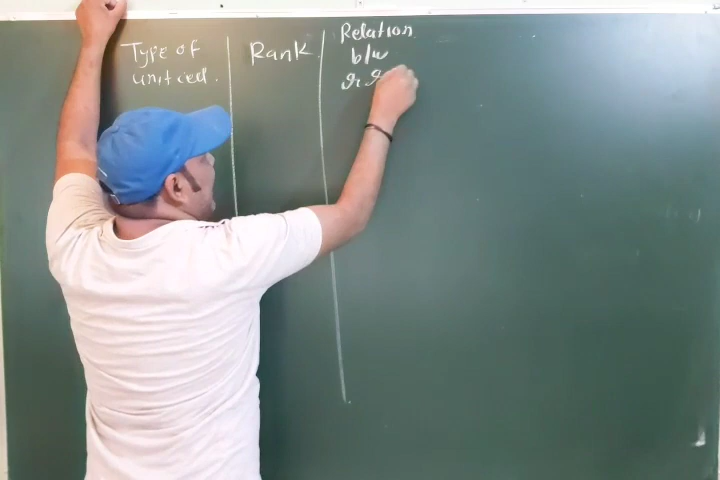 Type of
unit cell.
Rank
Relation
b/w